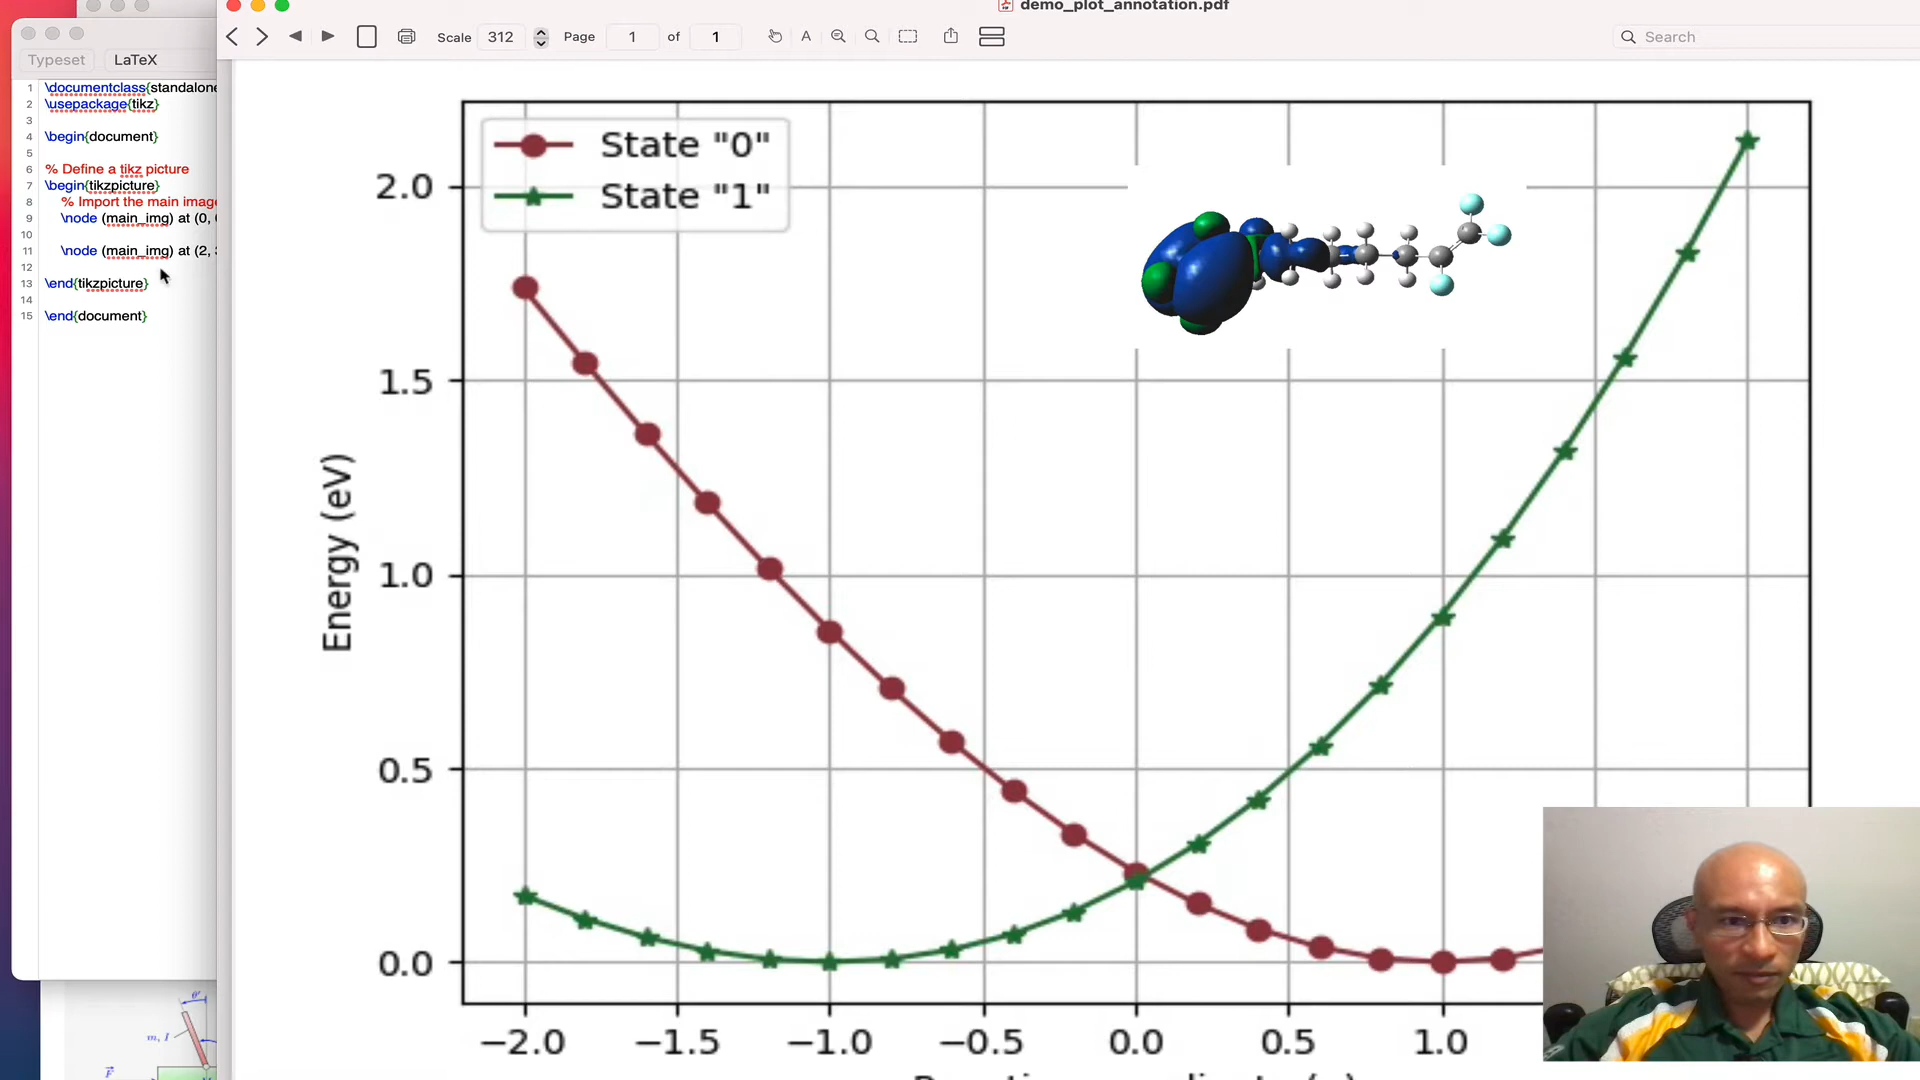 demo_plot_annotation.pdf
Scale 312 Page 1 of 1 A Search
Typeset LaTeX
1 \documentclass{standalone
2 \usepackage{tikz}
3
4 \begin{document}
5
6 % Define a tikz picture
7 \begin{tikzpicture}
8 % Import the main image
9 \node (main_img) at (0,
10
11 \node (main_img) at (2,
12
13 \end{tikzpicture}
14
15 \end{document}
State "0"
State "1"
2.0
1.5
1.0
0.5
0.0
Energy (eV)
−2.0 −1.5 −1.0 −0.5 0.0 0.5 1.0
θ
m, I
F